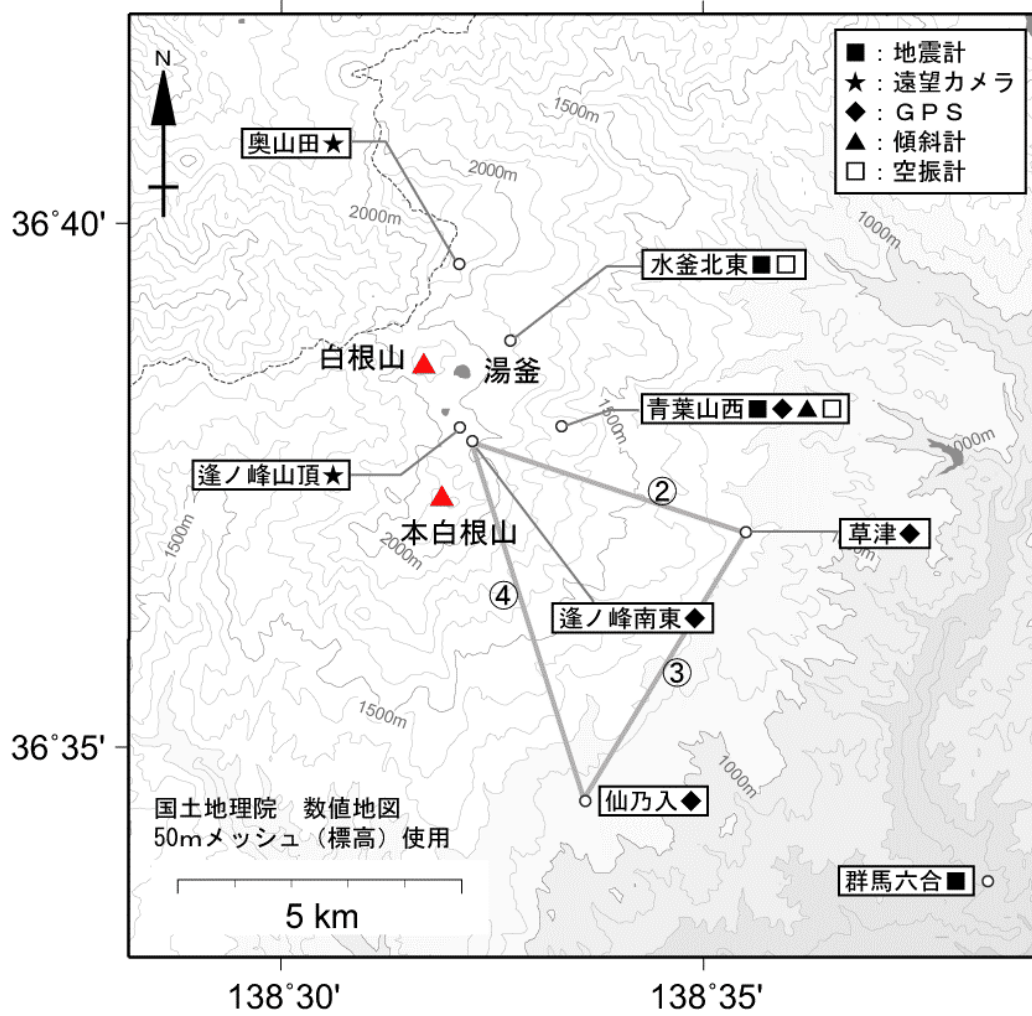 ■：地震計
★：遠望カメラ
◆：ＧＰＳ
▲：傾斜計
□：空振計
N
奥山田★
1500m
2000m
2000m
1000m
36°40'
水釜北東■□
白根山
湯釜
青葉山西■◆▲□
1500m
逢ノ峰山頂★
②
本白根山
2000m
1500m
草津◆
④
逢ノ峰南東◆
③
1500m
36°35'
1000m
仙乃入◆
国土地理院　数値地図
50mメッシュ（標高）使用
群馬六合■
5 km
138°30'
138°35'